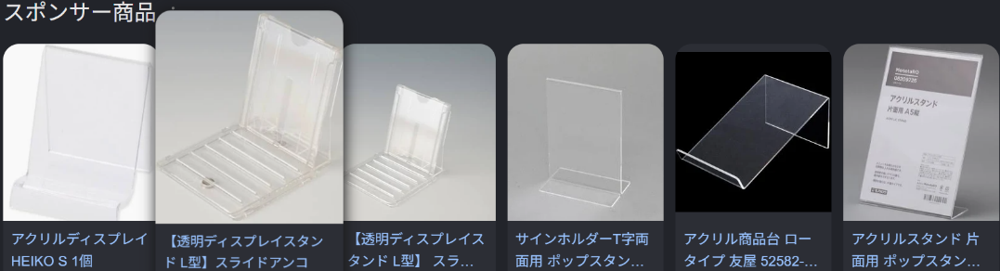 スポンサー商品
アクリルディスプレイ
HEIKO S 1個
【透明ディスプレイスタン
ド L型】スライドアンコ
【透明ディスプレイス
タンド L型】 スラ…
サインホルダーT字両
面用 ポップスタン…
アクリル商品台 ロー
タイプ 友屋 52582-…
アクリルスタンド 片
面用 ポップスタン…
アクリルスタンド
片面用 A5縦